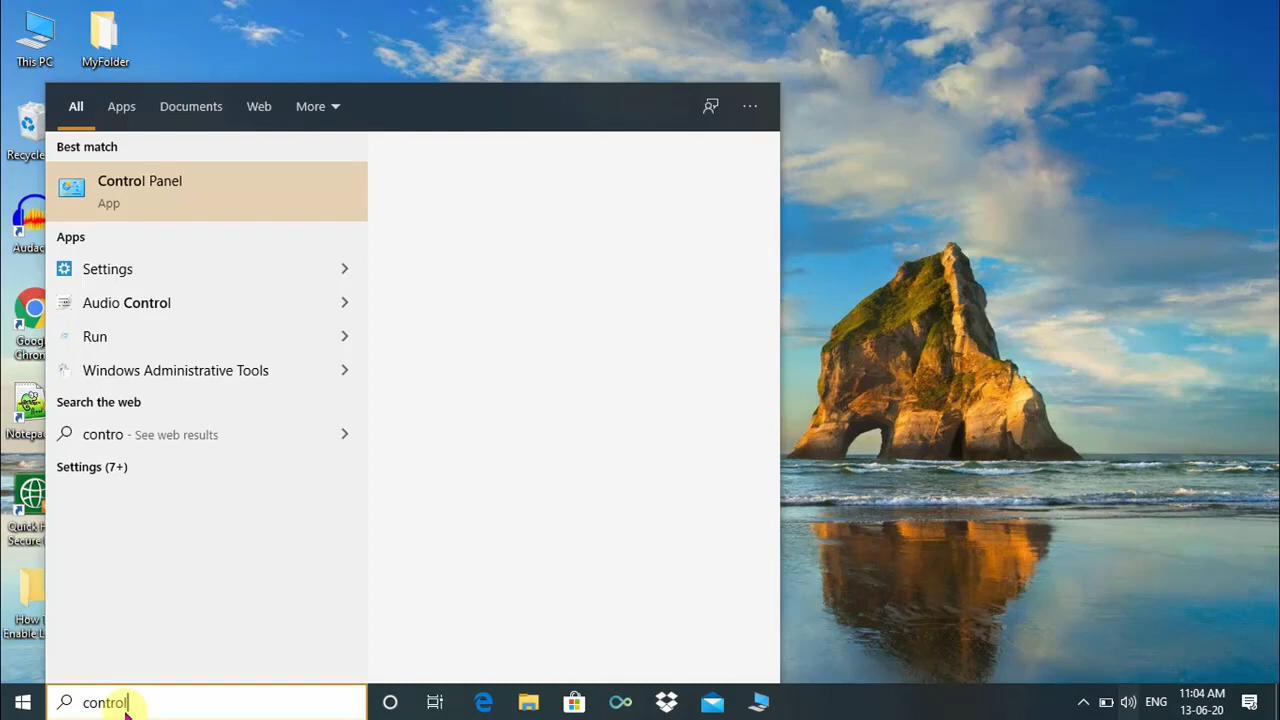 This PC
MyFolder
All Apps Documents Web More
Best match
Control Panel
App
Apps
Settings
Audio Control
Run
Windows Administrative Tools
Search the web
contro - See web results
Settings (7+)
Recycle
Audac
Goog
Chron
Notepa
Quick H
Secure
How T
Enable L
control
ENG
11:04 AM
13-06-20